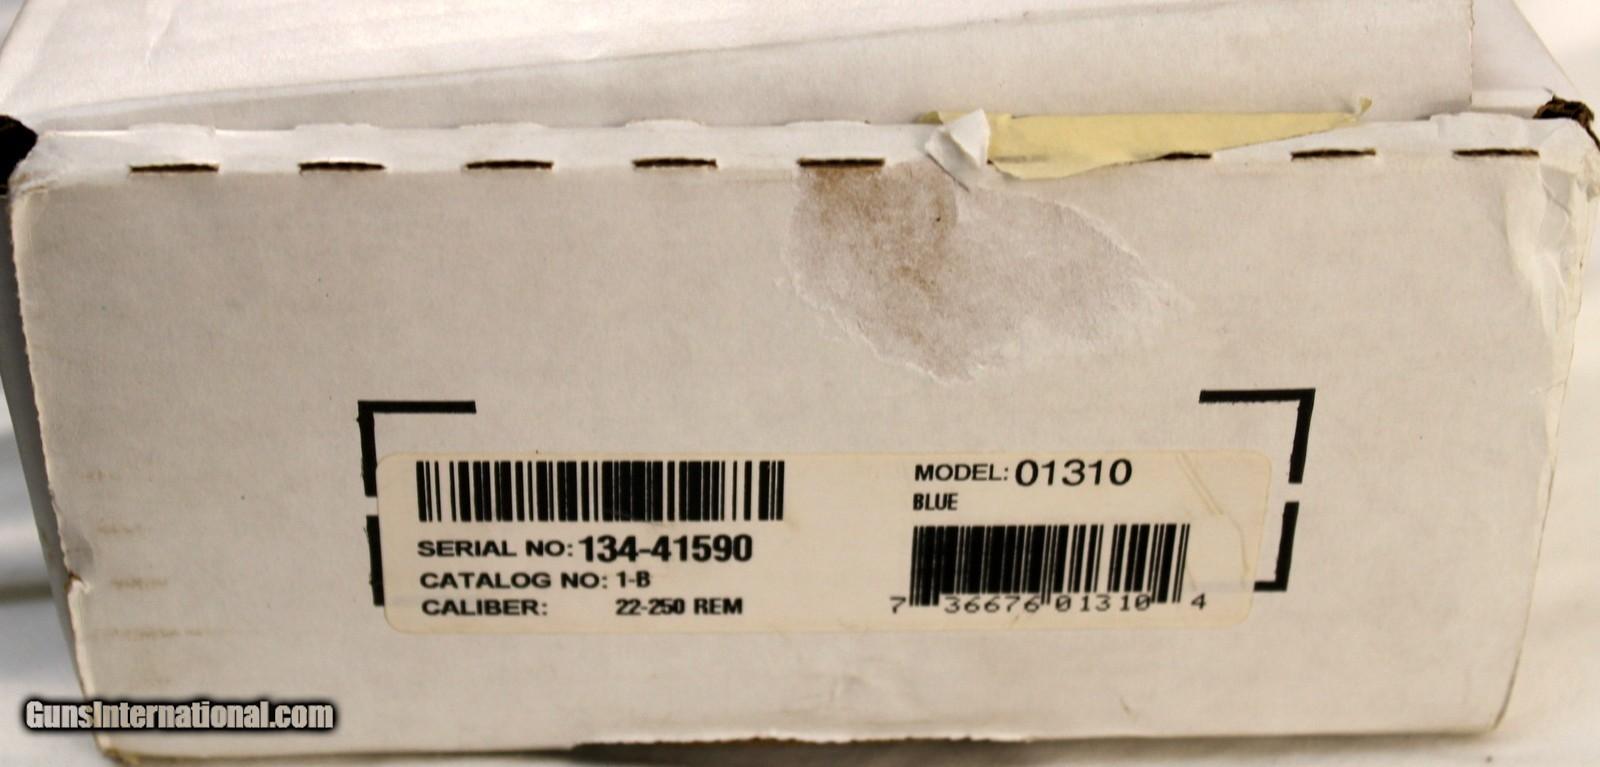 MODEL: 01310
BLUE
SERIAL NO: 134-41590
CATALOG NO: 1-B
CALIBER: 22-250 REM
7 36676 01310 4
GunsInternational.com